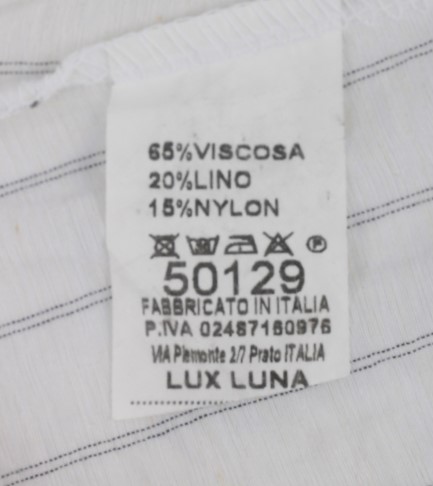 65%VISCOSA
20%LINO
15%NYLON
50129
FABBRICATO IN ITALIA
P.IVA 02487160976
VIA Piemonte 2/7 Prato ITALIA
LUX LUNA